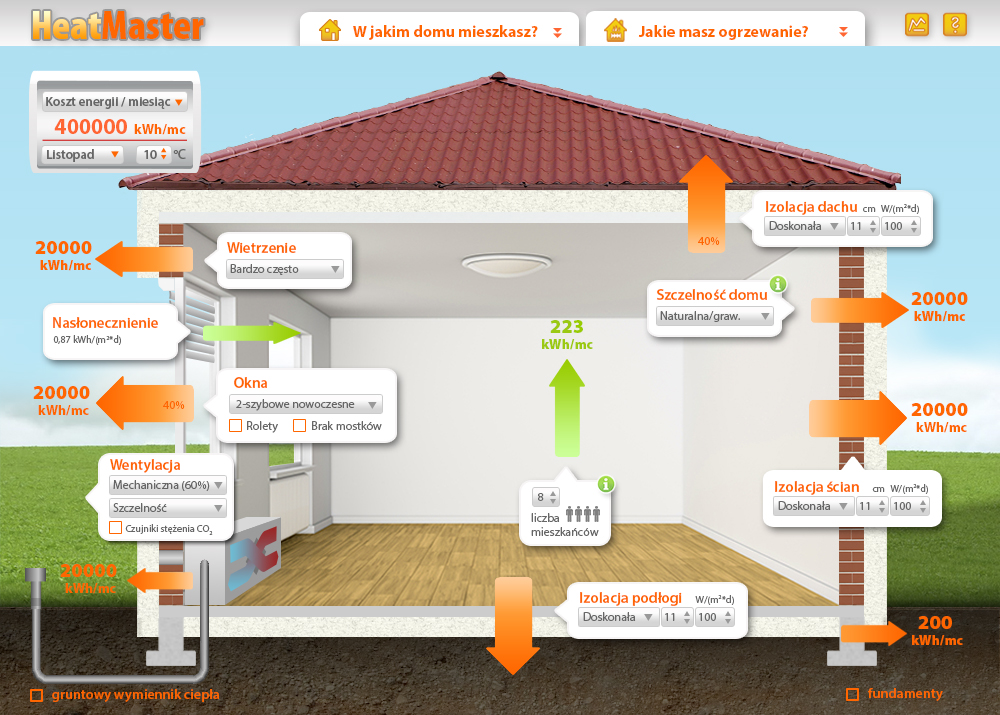 HeatMaster
W jakim domu mieszkasz?
Jakie masz ogrzewanie?
?
Koszt energii / miesiąc
400000 kWh/mc
Listopad 10 °C
40%
Izolacja dachu cm W/(m²*d)
Doskonała 11 100
20000
kWh/mc
Wietrzenie
Bardzo często
Szczelność domu i
Naturalna/graw.
20000
kWh/mc
Nasłonecznienie
0,87 kWh/(m²*d)
223
kWh/mc
20000
kWh/mc
40%
Okna
2-szybowe nowoczesne
Rolety Brak mostków
20000
kWh/mc
Wentylacja
Mechaniczna (60%)
Szczelność
Czujniki stężenia CO₂
i
8
liczba
mieszkańców
Izolacja ścian cm W/(m²*d)
Doskonała 11 100
20000
kWh/mc
Izolacja podłogi W/(m²*d)
Doskonała 11 100
200
kWh/mc
gruntowy wymiennik ciepła
fundamenty